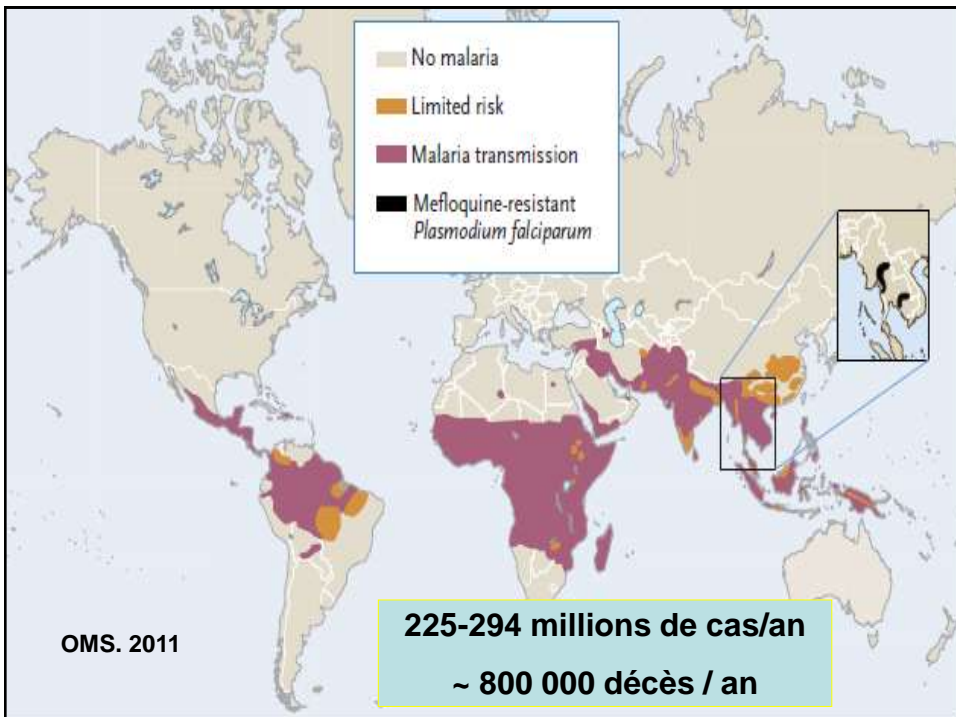 No malaria
Limited risk
Malaria transmission
Mefloquine-resistant
Plasmodium falciparum
OMS. 2011
225-294 millions de cas/an
~ 800 000 décès / an